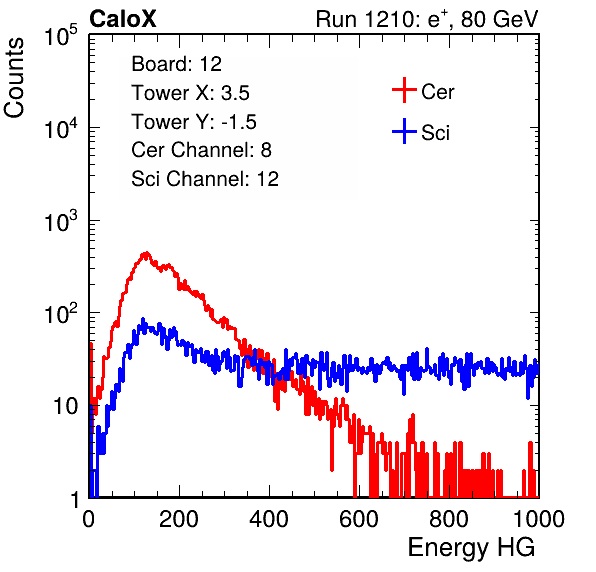 CaloX Run 1210: e⁺, 80 GeV
Counts
Board: 12
Tower X: 3.5
Tower Y: -1.5
Cer Channel: 8
Sci Channel: 12
Cer
Sci
10⁵
10⁴
10³
10²
10
1
0 200 400 600 800 1000
Energy HG